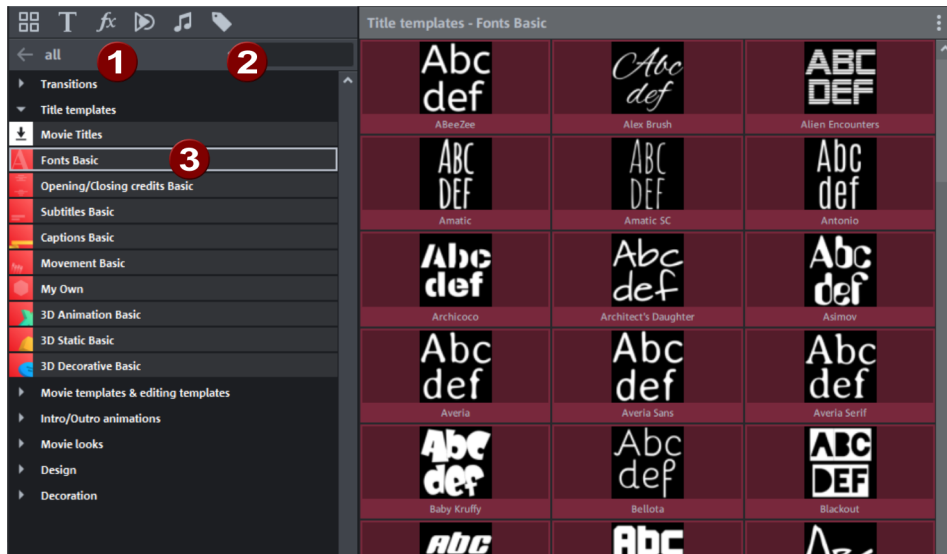 T fx
all
1 2
Transitions
Title templates
Movie Titles
Fonts Basic
3
Opening/Closing credits Basic
Subtitles Basic
Captions Basic
Movement Basic
My Own
3D Animation Basic
3D Static Basic
3D Decorative Basic
Movie templates & editing templates
Intro/Outro animations
Movie looks
Design
Decoration
Title templates - Fonts Basic
Abc Abc ABC
def def DEF
ABeeZee Alex Brush Alien Encounters
ABC ABC Abc
DEF DEF def
Amatic Amatic SC Antonio
Abc Abc Abc
def def def
Archicoco Architect's Daughter Asimov
Abc Abc Abc
def def def
Averia Averia Sans Averia Serif
Abc Abc ABC
def def DEF
Baby Kruffy Bellota Blackout